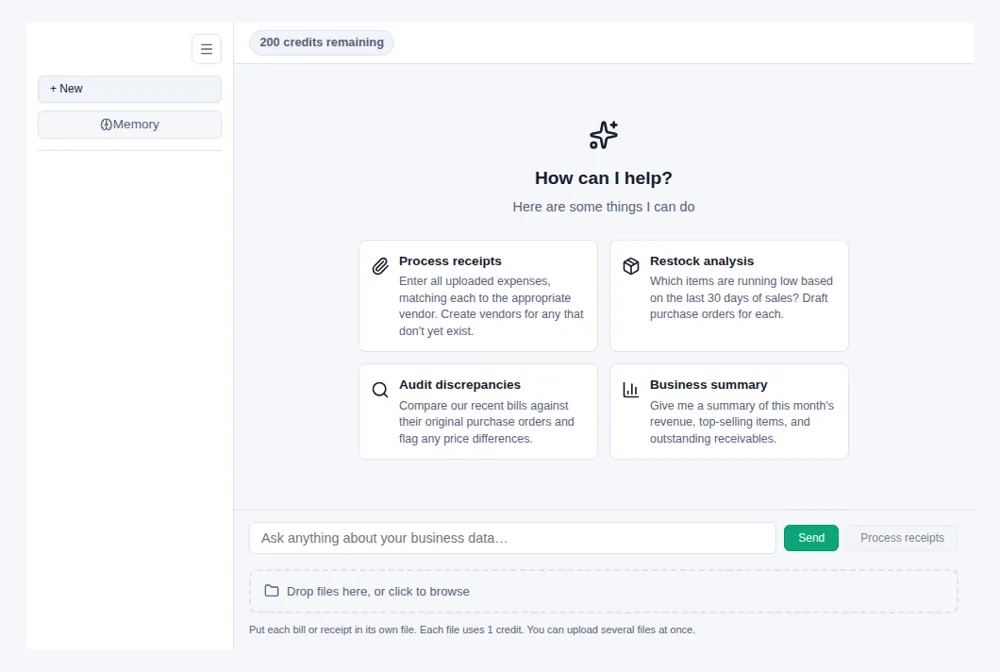 200 credits remaining
+ New
Memory
How can I help?
Here are some things I can do
Process receipts
Enter all uploaded expenses,
matching each to the appropriate
vendor. Create vendors for any that
don't yet exist.
Restock analysis
Which items are running low based
on the last 30 days of sales? Draft
purchase orders for each.
Audit discrepancies
Compare our recent bills against
their original purchase orders and
flag any price differences.
Business summary
Give me a summary of this month's
revenue, top-selling items, and
outstanding receivables.
Ask anything about your business data…
Send
Process receipts
Drop files here, or click to browse
Put each bill or receipt in its own file. Each file uses 1 credit. You can upload several files at once.